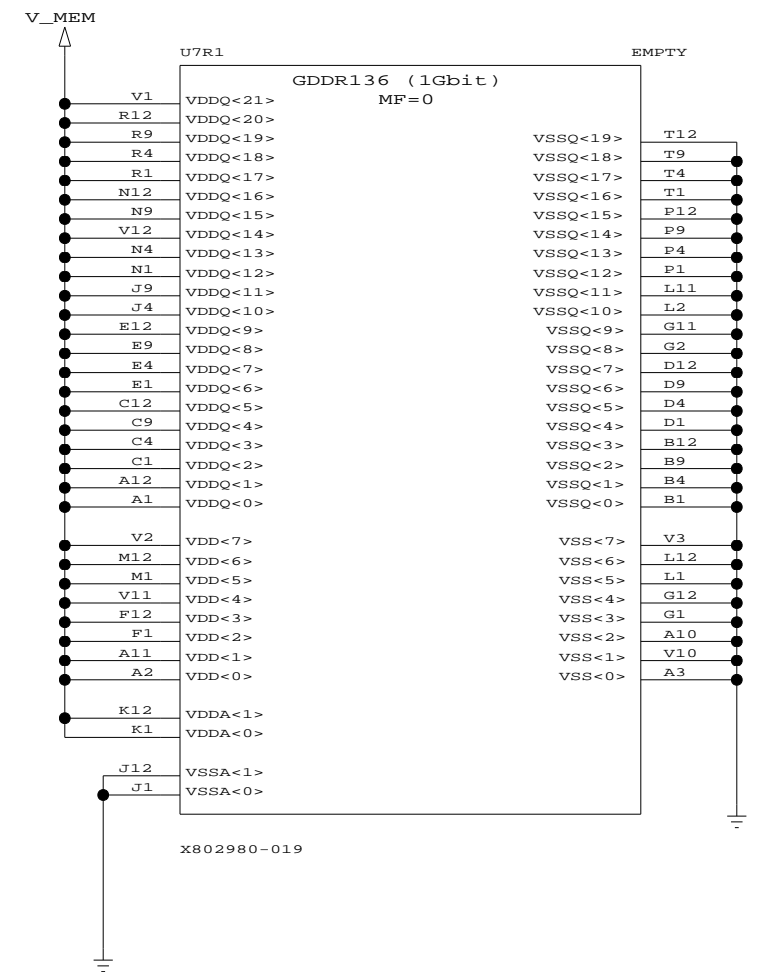 V_MEM
U7R1 EMPTY
GDDR136 (1Gbit)
MF=0
V1 VDDQ<21>
R12 VDDQ<20>
R9 VDDQ<19> VSSQ<19> T12
R4 VDDQ<18> VSSQ<18> T9
R1 VDDQ<17> VSSQ<17> T4
N12 VDDQ<16> VSSQ<16> T1
N9 VDDQ<15> VSSQ<15> P12
V12 VDDQ<14> VSSQ<14> P9
N4 VDDQ<13> VSSQ<13> P4
N1 VDDQ<12> VSSQ<12> P1
J9 VDDQ<11> VSSQ<11> L11
J4 VDDQ<10> VSSQ<10> L2
E12 VDDQ<9> VSSQ<9> G11
E9 VDDQ<8> VSSQ<8> G2
E4 VDDQ<7> VSSQ<7> D12
E1 VDDQ<6> VSSQ<6> D9
C12 VDDQ<5> VSSQ<5> D4
C9 VDDQ<4> VSSQ<4> D1
C4 VDDQ<3> VSSQ<3> B12
C1 VDDQ<2> VSSQ<2> B9
A12 VDDQ<1> VSSQ<1> B4
A1 VDDQ<0> VSSQ<0> B1
V2 VDD<7> VSS<7> V3
M12 VDD<6> VSS<6> L12
M1 VDD<5> VSS<5> L1
V11 VDD<4> VSS<4> G12
F12 VDD<3> VSS<3> G1
F1 VDD<2> VSS<2> A10
A11 VDD<1> VSS<1> V10
A2 VDD<0> VSS<0> A3
K12 VDDA<1>
K1 VDDA<0>
J12 VSSA<1>
J1 VSSA<0>
X802980-019